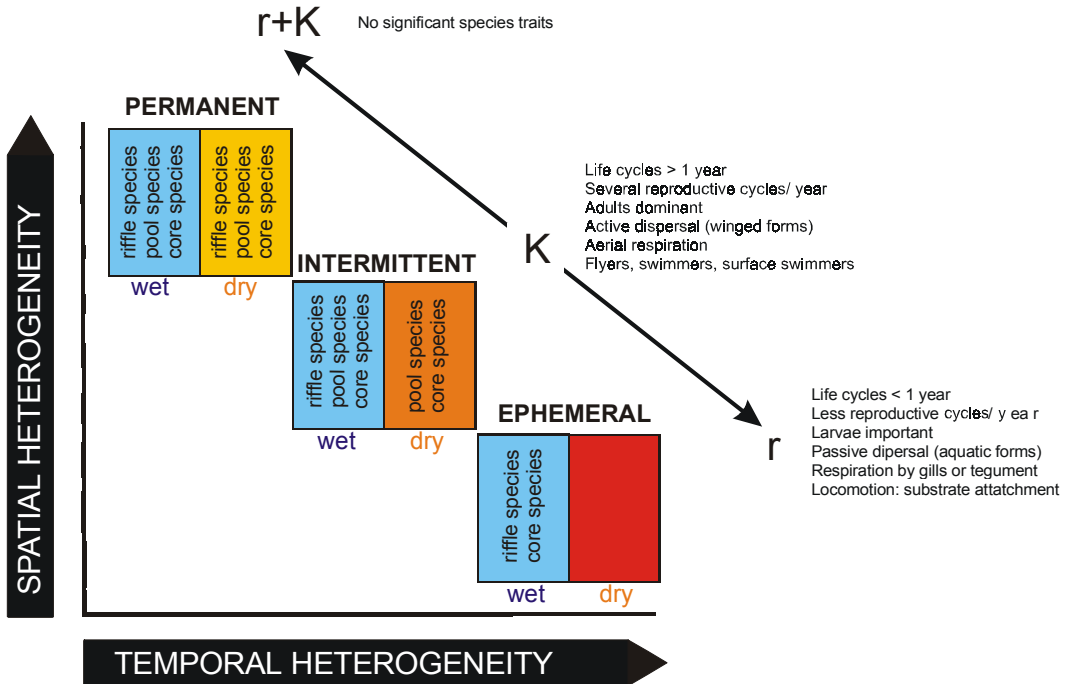 r+K
No significant species traits
PERMANENT
riffle species
pool species
core species
riffle species
pool species
core species
wet
dry
Life cycles > 1 year
Several reproductive cycles/ year
Adults dominant
Active dispersal (winged forms)
Aerial respiration
Flyers, swimmers, surface swimmers
K
INTERMITTENT
riffle species
pool species
core species
pool species
core species
wet
dry
Life cycles < 1 year
Less reproductive cycles/ y ea r
Larvae important
Passive dipersal (aquatic forms)
Respiration by gills or tegument
Locomotion: substrate attatchment
r
EPHEMERAL
riffle species
core species
wet
dry
SPATIAL HETEROGENEITY
TEMPORAL HETEROGENEITY